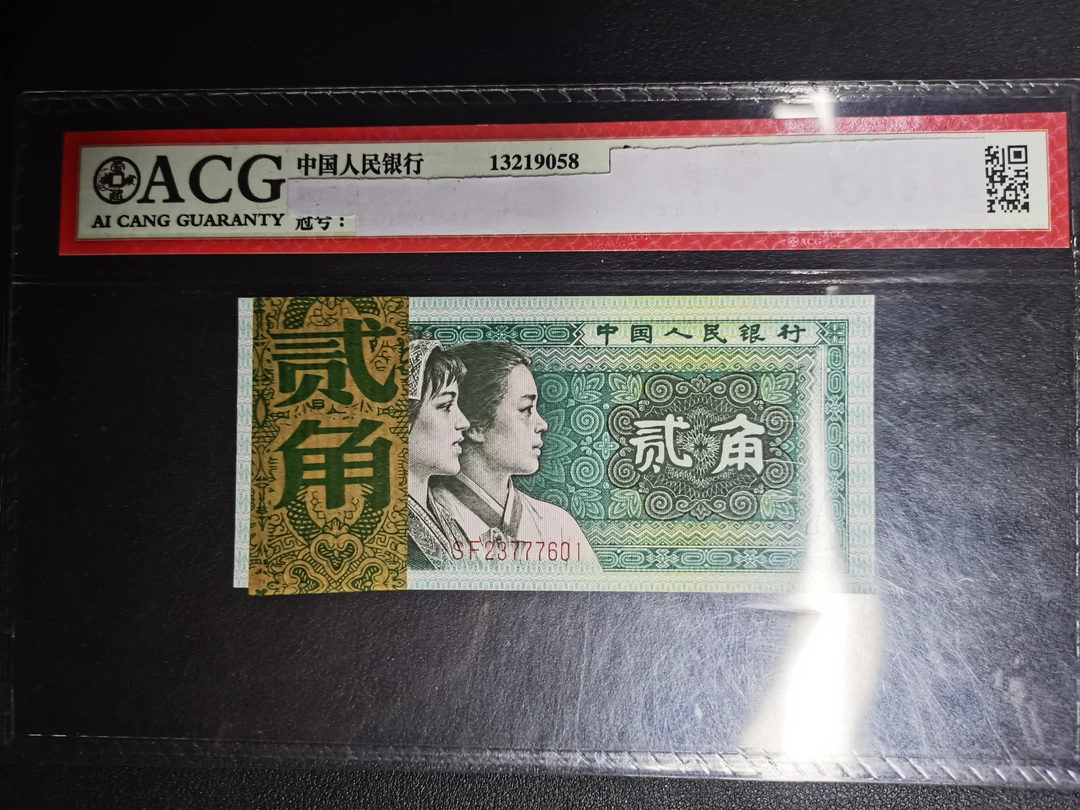 ACG
AI CANG GUARANTY
中国人民银行 13219058
冠号：
ACG
贰角
中国人民银行
贰角
SF23777601